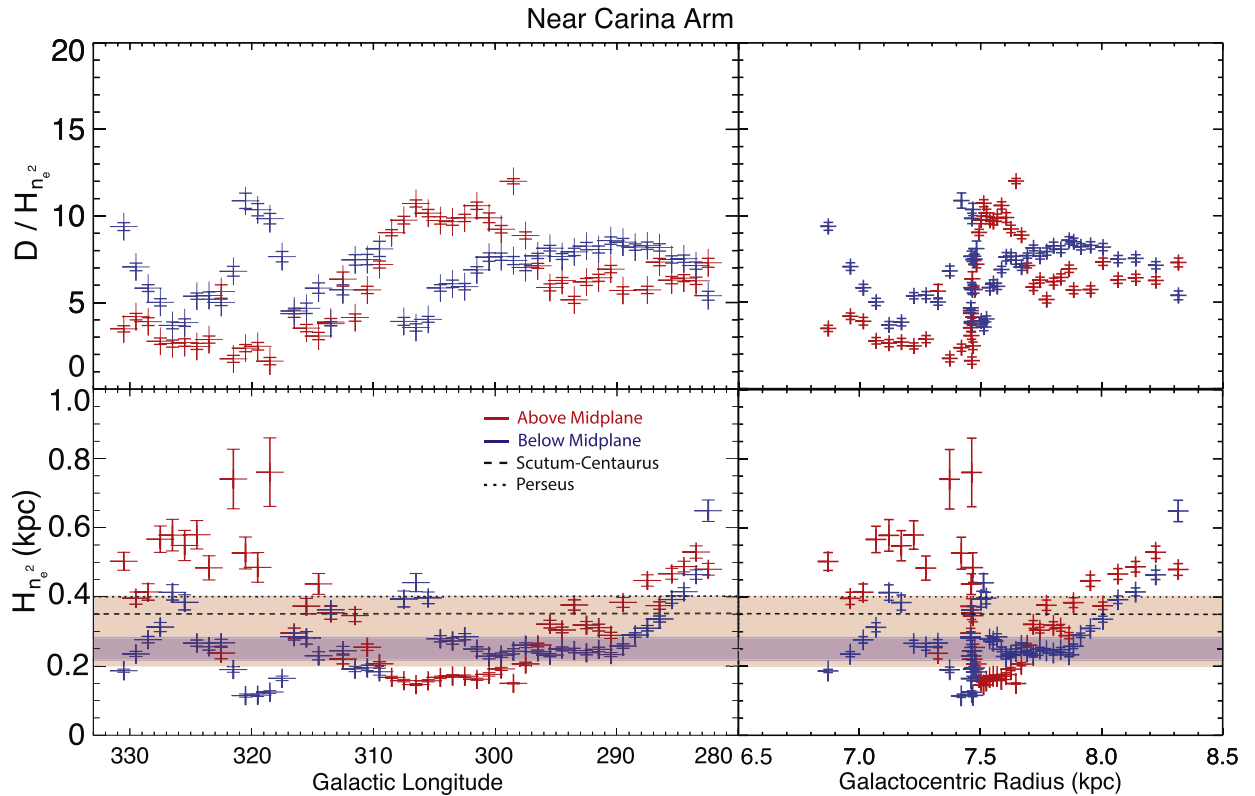 Near Carina Arm
20
15
10
5
0
D / H n_e^2
1.0
0.8
0.6
0.4
0.2
0
H n_e^2 (kpc)
Above Midplane
Below Midplane
Scutum-Centaurus
Perseus
330 320 310 300 290 280
6.5 7.0 7.5 8.0 8.5
Galactic Longitude
Galactocentric Radius (kpc)